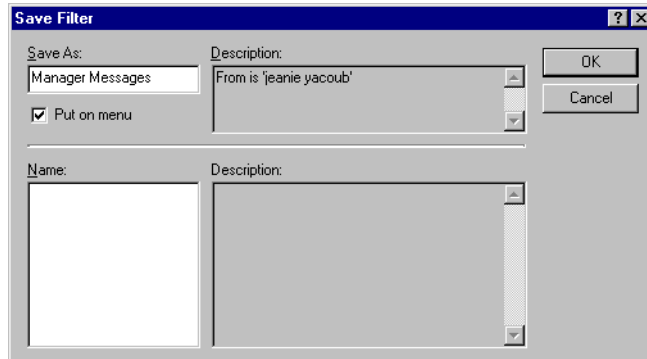 Save Filter
Save As:
Manager Messages
Put on menu
Description:
From is 'jeanie yacoub'
OK
Cancel
Name:
Description: